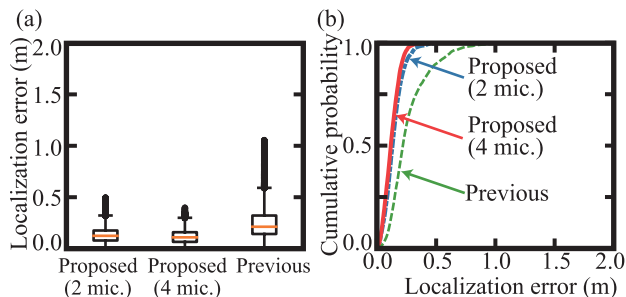 (a)
Localization error (m)
2.0
1.5
1.0
0.5
0.0
Proposed
(2 mic.)
Proposed
(4 mic.)
Previous
(b)
Cumulative probability
1.0
0.5
0.0
Proposed
(2 mic.)
Proposed
(4 mic.)
Previous
0.0 0.5 1.0 1.5 2.0
Localization error (m)